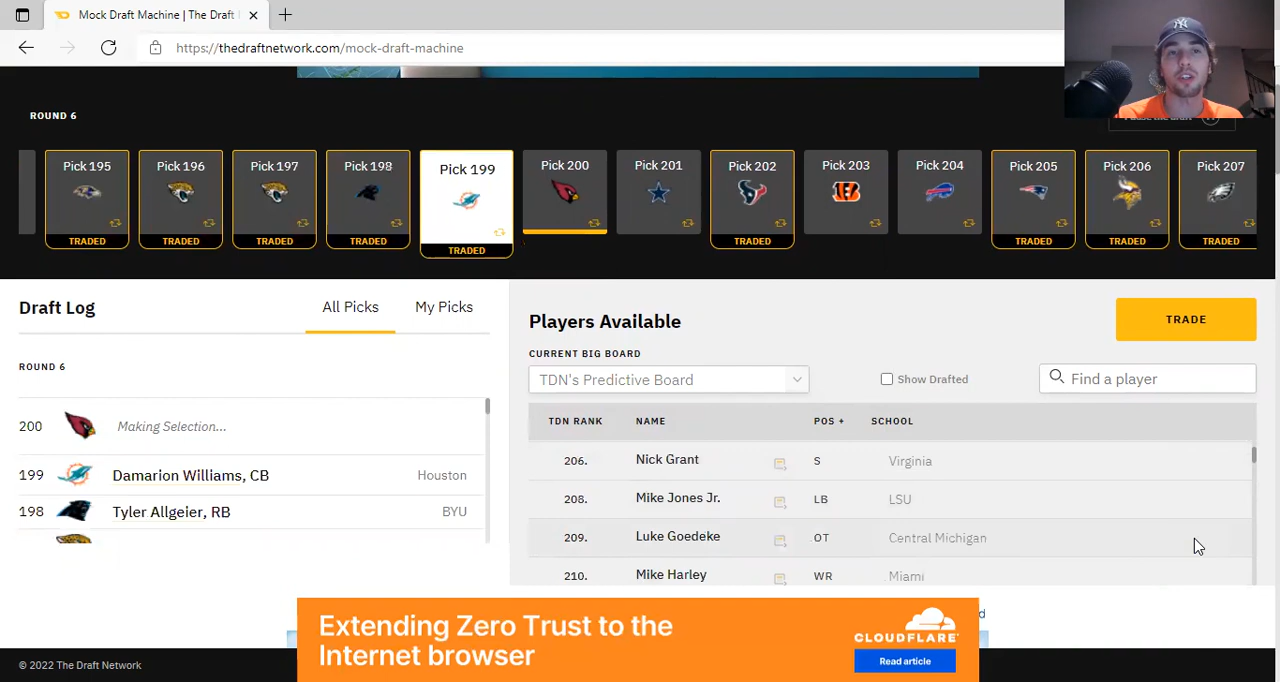 Mock Draft Machine | The Draft
https://thedraftnetwork.com/mock-draft-machine
ROUND 6
Pick 195 Pick 196 Pick 197 Pick 198 Pick 199 Pick 200 Pick 201 Pick 202 Pick 203 Pick 204 Pick 205 Pick 206 Pick 207
TRADED TRADED TRADED TRADED TRADED TRADED TRADED TRADED TRADED
Draft Log All Picks My Picks
ROUND 6
200 Making Selection...
199 Damarion Williams, CB Houston
198 Tyler Allgeier, RB BYU
Players Available TRADE
CURRENT BIG BOARD
TDN's Predictive Board Show Drafted Find a player
TDN RANK NAME POS + SCHOOL
206. Nick Grant S Virginia
208. Mike Jones Jr. LB LSU
209. Luke Goedeke OT Central Michigan
210. Mike Harley WR Miami
Extending Zero Trust to the
Internet browser
CLOUDFLARE
Read article
© 2022 The Draft Network